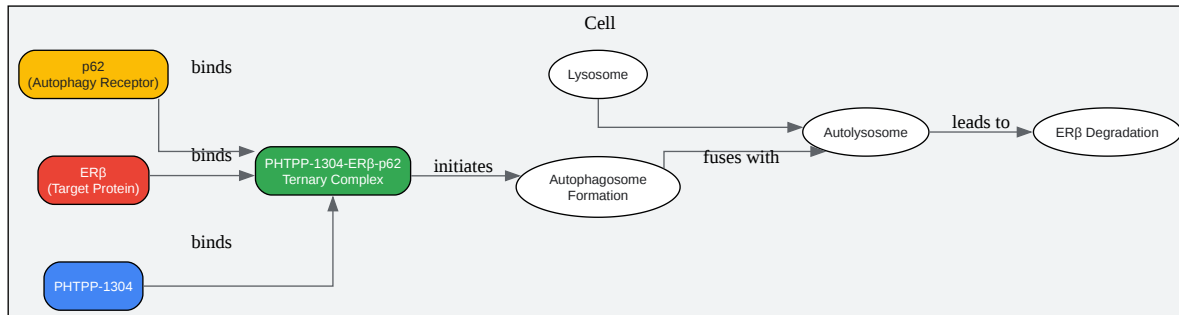 Cell
p62
(Autophagy Receptor)
binds
Lysosome
Autolysosome
leads to
ERβ Degradation
binds
PHTPP-1304-ERβ-p62
Ternary Complex
initiates
fuses with
ERβ
(Target Protein)
Autophagosome
Formation
binds
PHTPP-1304